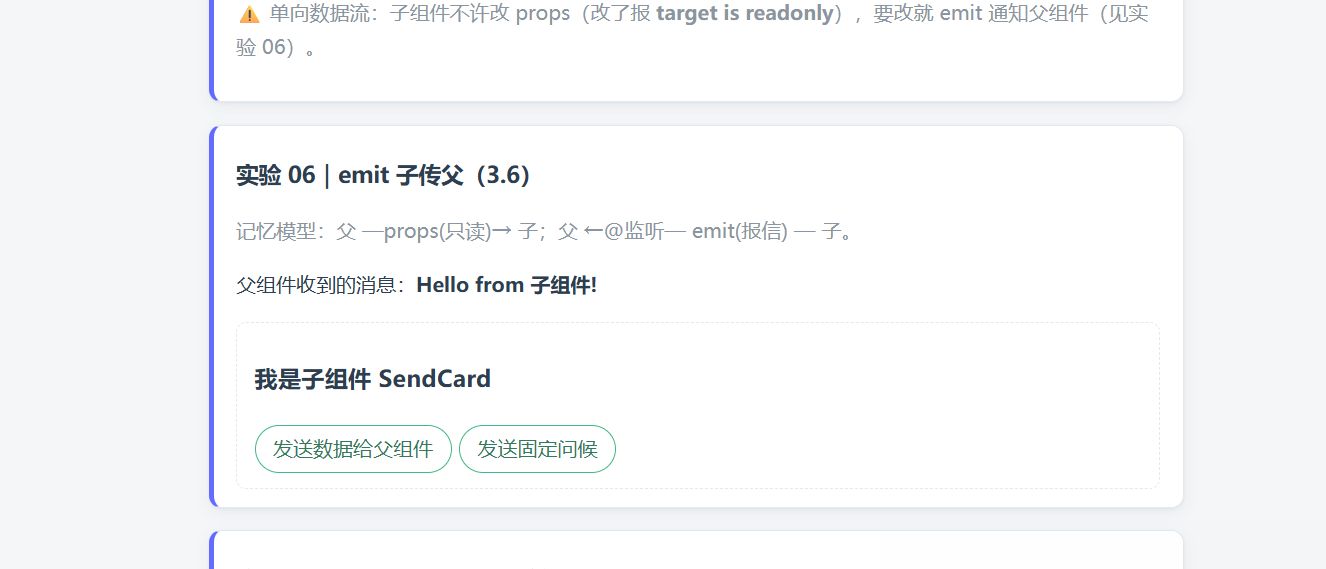 ⚠️ 单向数据流：子组件不许改 props（改了报 target is readonly），要改就 emit 通知父组件（见实
验 06）。
实验 06｜emit 子传父（3.6）
记忆模型：父 —props(只读)→ 子；父 ←@监听— emit(报信) — 子。
父组件收到的消息：Hello from 子组件!
我是子组件 SendCard
发送数据给父组件 发送固定问候